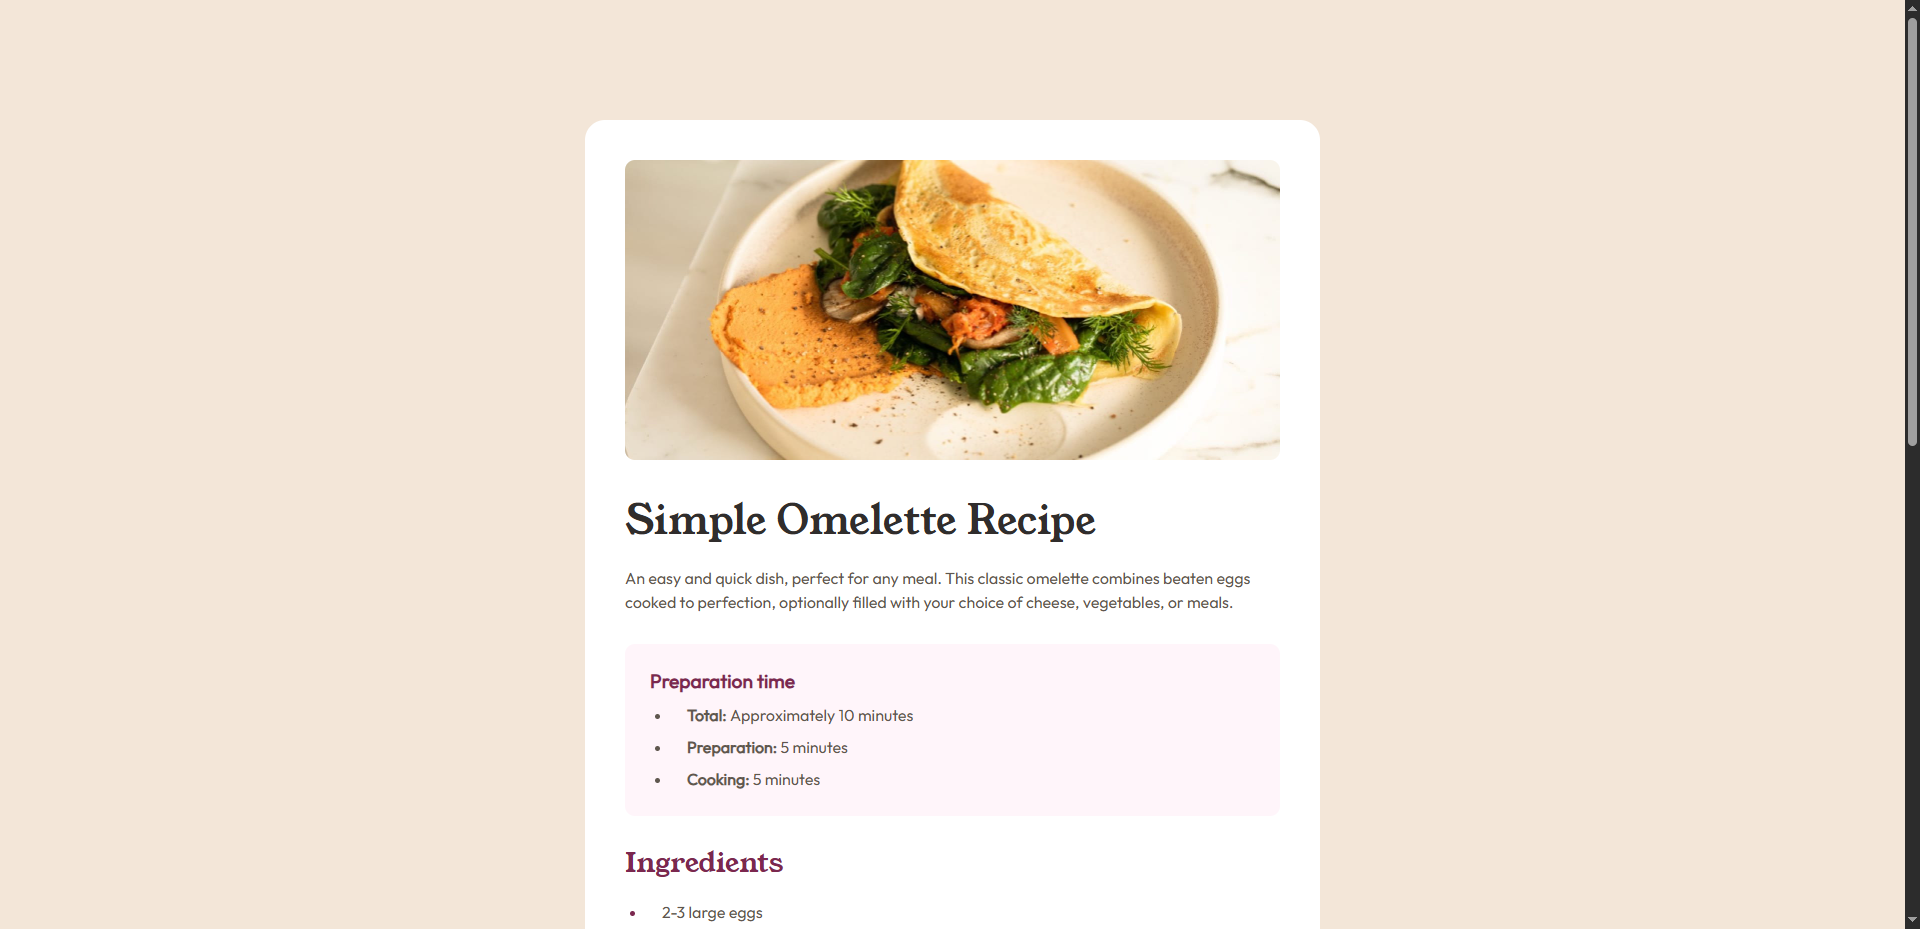 Simple Omelette Recipe
An easy and quick dish, perfect for any meal. This classic omelette combines beaten eggs
cooked to perfection, optionally filled with your choice of cheese, vegetables, or meals.
Preparation time
• Total: Approximately 10 minutes
• Preparation: 5 minutes
• Cooking: 5 minutes
Ingredients
• 2-3 large eggs